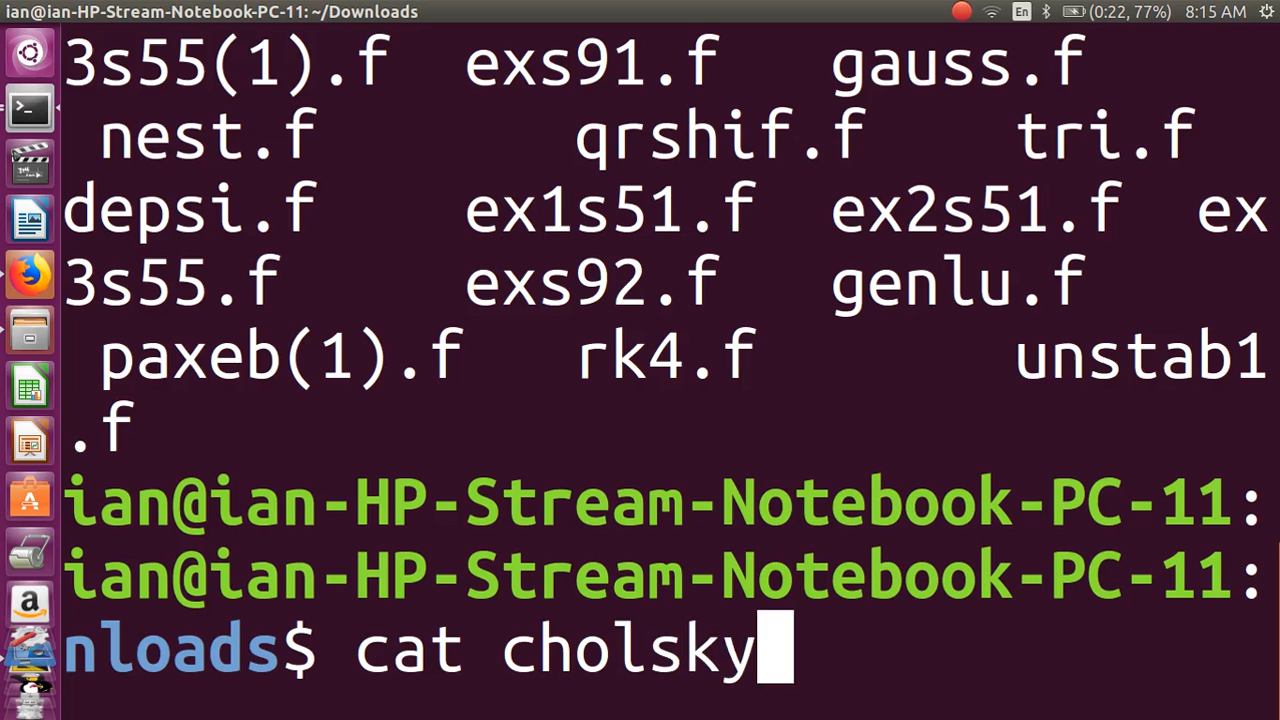 ian@ian-HP-Stream-Notebook-PC-11: ~/Downloads En (0:22, 77%) 8:15 AM
3s55(1).f exs91.f gauss.f
nest.f qrshif.f tri.f
depsi.f ex1s51.f ex2s51.f ex
3s55.f exs92.f genlu.f
paxeb(1).f rk4.f unstab1
.f
ian@ian-HP-Stream-Notebook-PC-11:
ian@ian-HP-Stream-Notebook-PC-11:
nloads$ cat cholsky